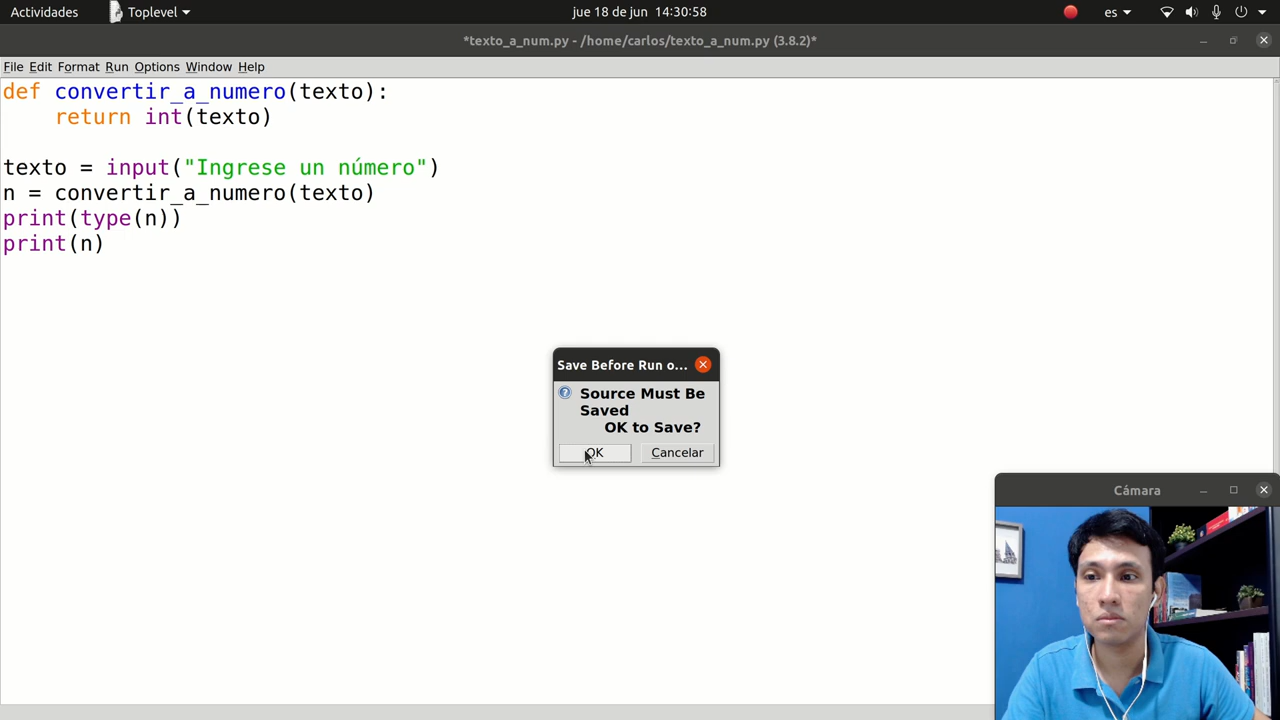 Actividades Toplevel jue 18 de jun 14:30:58 es
*texto_a_num.py - /home/carlos/texto_a_num.py (3.8.2)*
File Edit Format Run Options Window Help
def convertir_a_numero(texto):
    return int(texto)
texto = input("Ingrese un número")
n = convertir_a_numero(texto)
print(type(n))
print(n)
Save Before Run o...
? Source Must Be
Saved
OK to Save?
OK Cancelar
Cámara